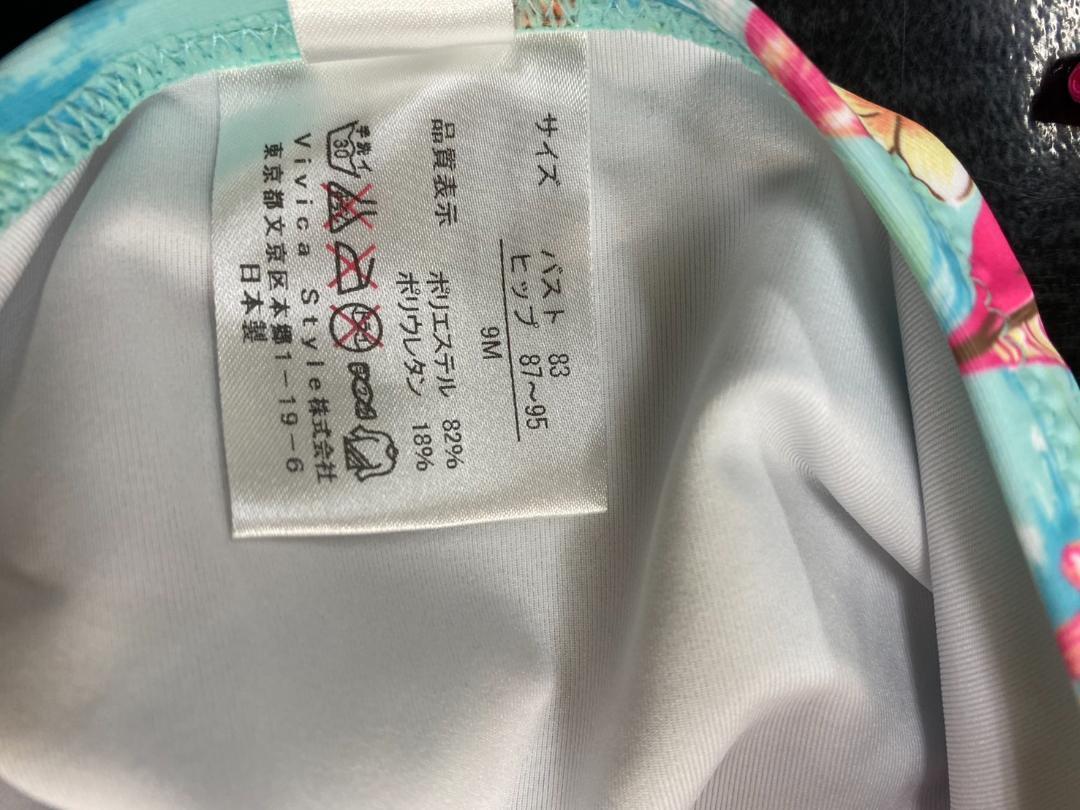 サイズ バスト 83
ヒップ 87~95
9M
品質表示 ポリエステル 82%
ポリウレタン 18%
手洗イ
30
Vivica Style株式会社
東京都文京区本郷1-19-6
日本製